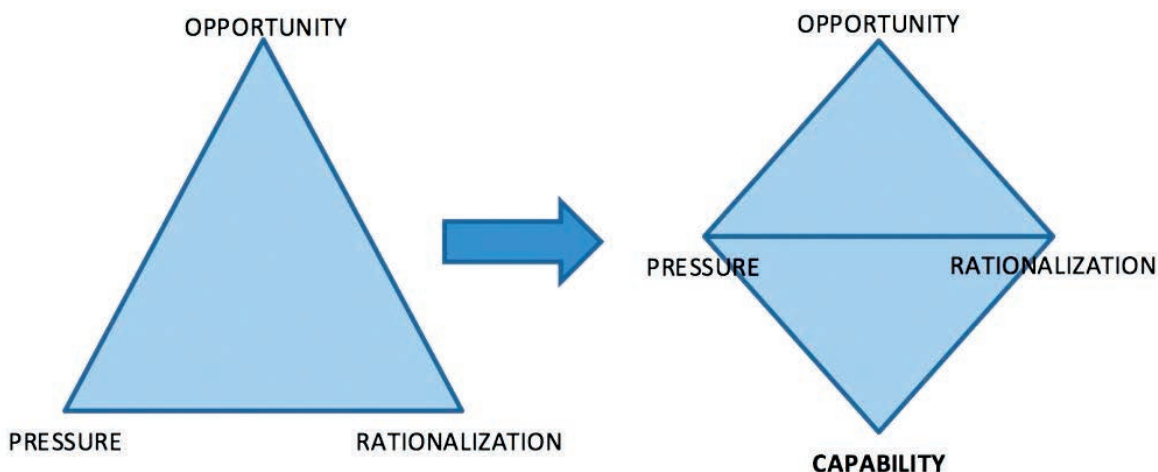 OPPORTUNITY
PRESSURE
RATIONALIZATION
OPPORTUNITY
PRESSURE
RATIONALIZATION
CAPABILITY